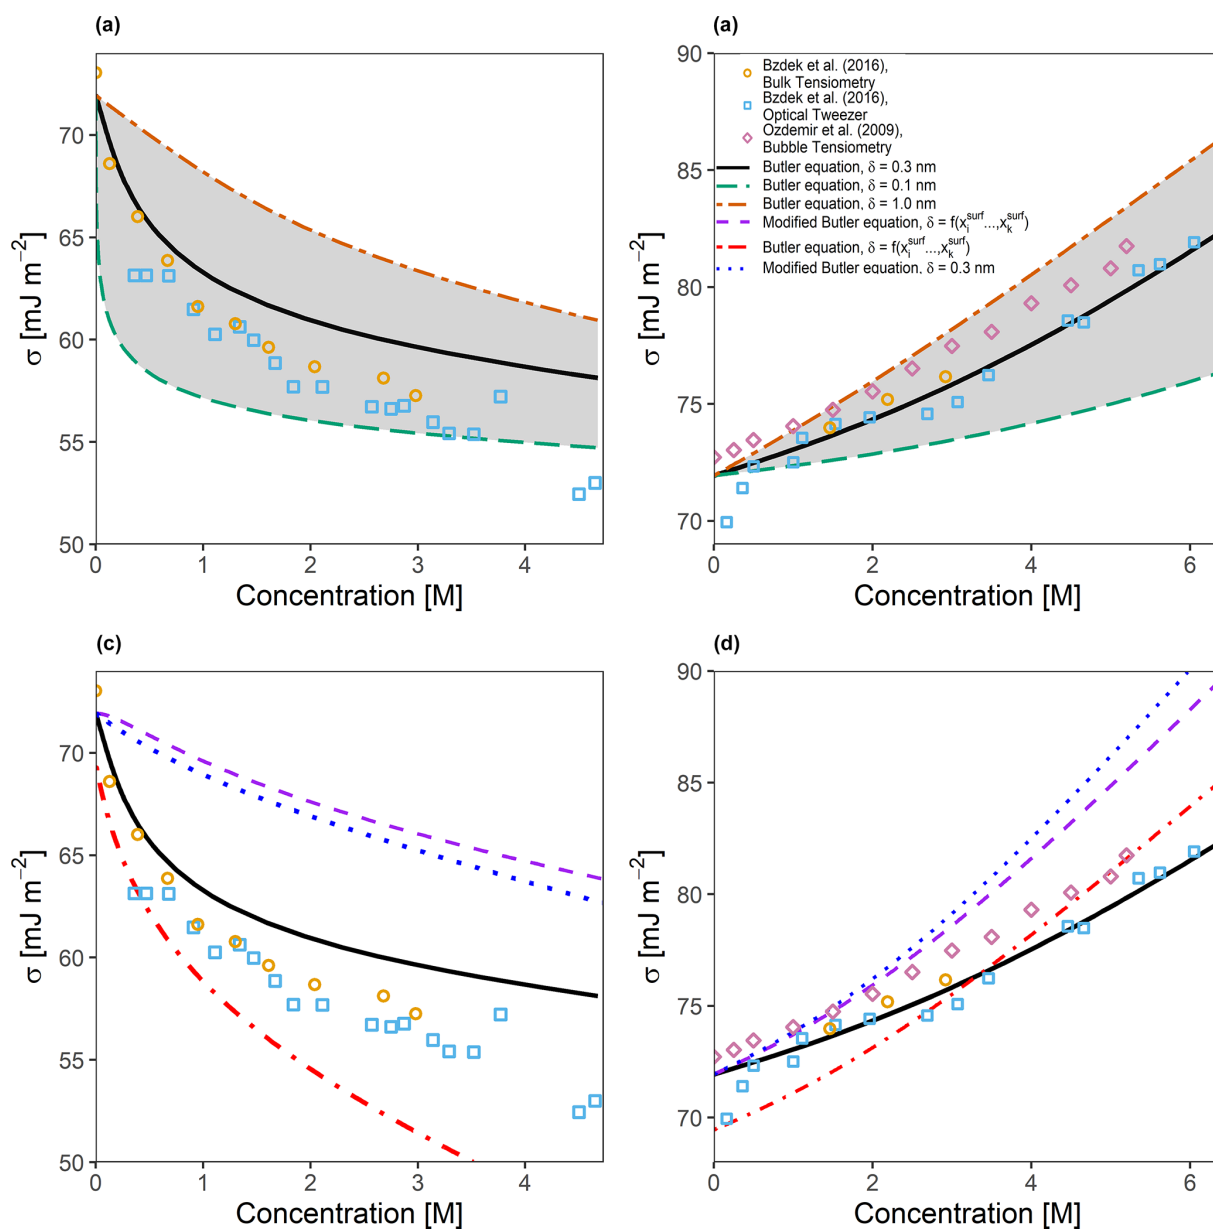 (a)
(a)
70
65
60
55
50
σ [mJ m⁻²]
0 1 2 3 4
Concentration [M]
90
85
80
75
70
σ [mJ m⁻²]
Bzdek et al. (2016),
Bulk Tensiometry
Bzdek et al. (2016),
Optical Tweezer
Ozdemir et al. (2009),
Bubble Tensiometry
Butler equation, δ = 0.3 nm
Butler equation, δ = 0.1 nm
Butler equation, δ = 1.0 nm
Modified Butler equation, δ = f(x_i^surf...,x_k^surf)
Butler equation, δ = f(x_i^surf...,x_k^surf)
Modified Butler equation, δ = 0.3 nm
0 2 4 6
Concentration [M]
(c)
(d)
70
65
60
55
50
σ [mJ m⁻²]
0 1 2 3 4
Concentration [M]
90
85
80
75
70
σ [mJ m⁻²]
0 2 4 6
Concentration [M]